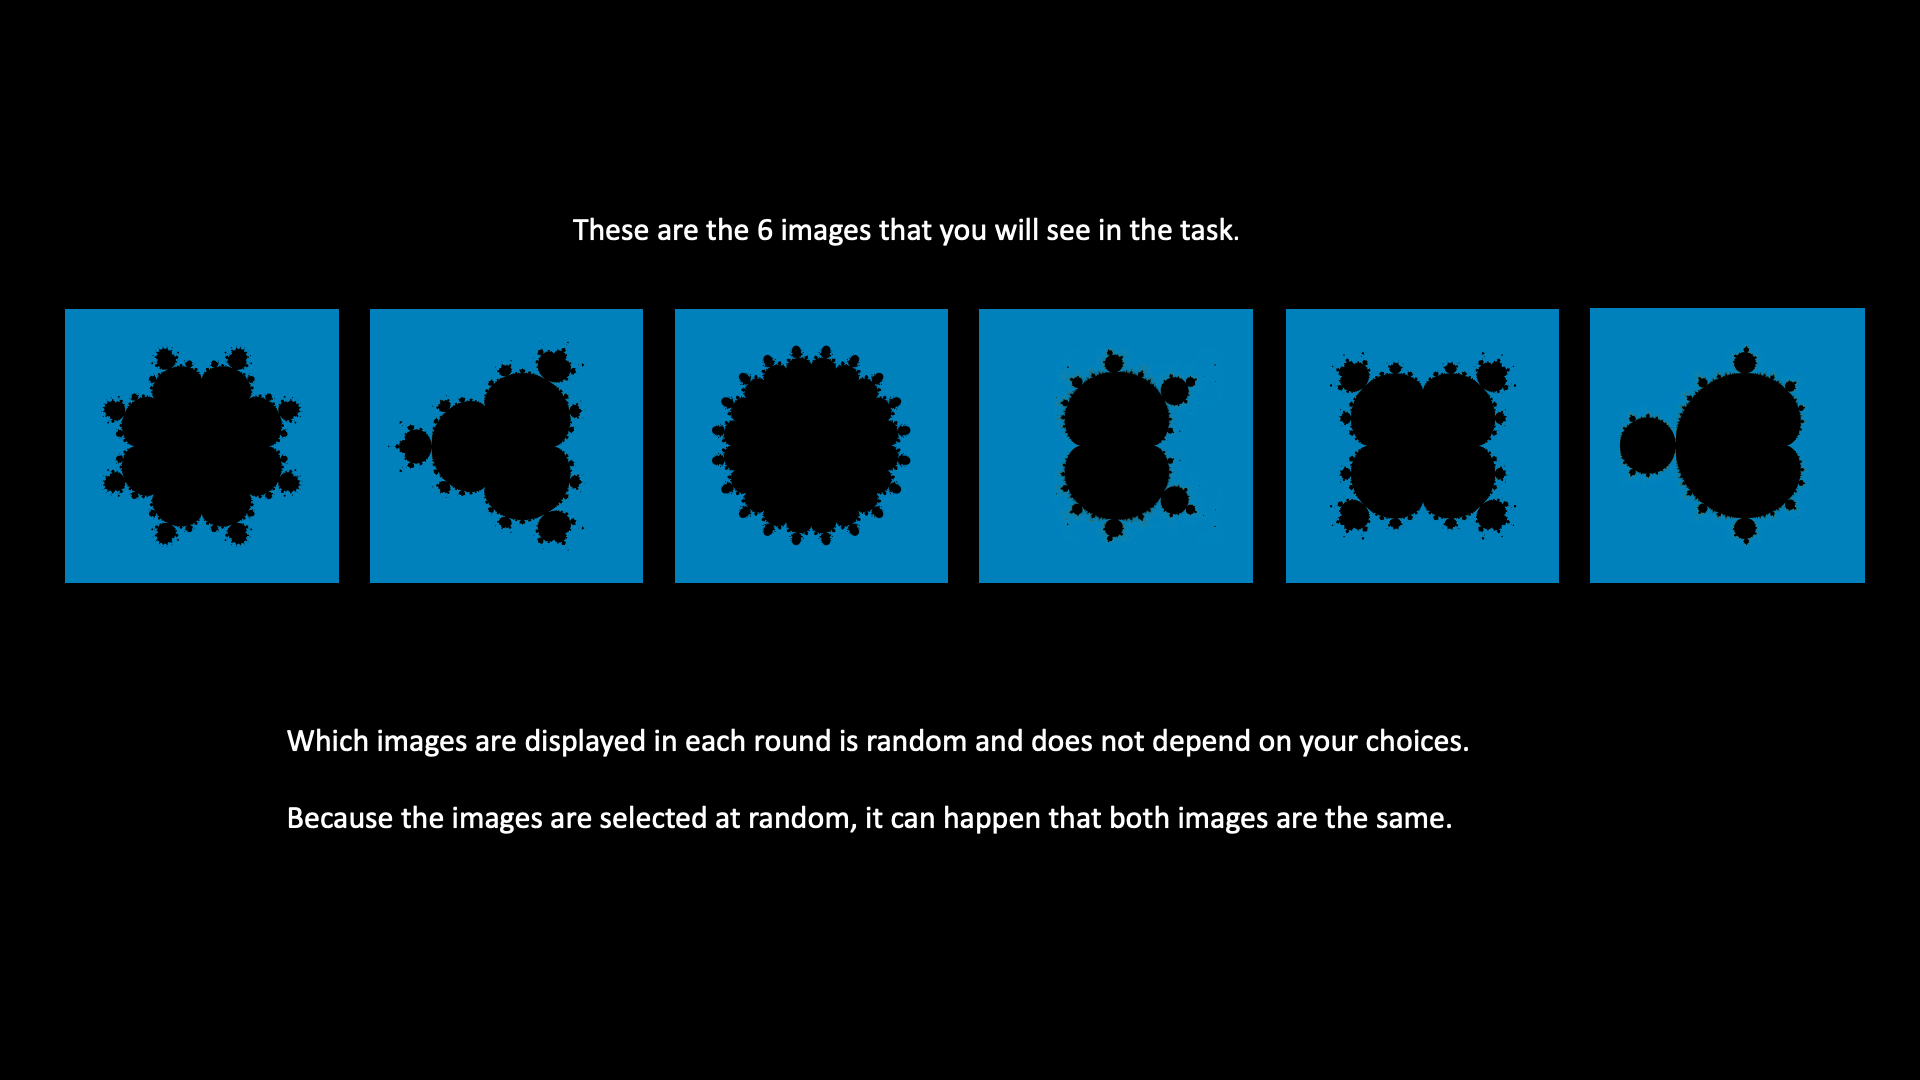 These are the 6 images that you will see in the task.
Which images are displayed in each round is random and does not depend on your choices.
Because the images are selected at random, it can happen that both images are the same.